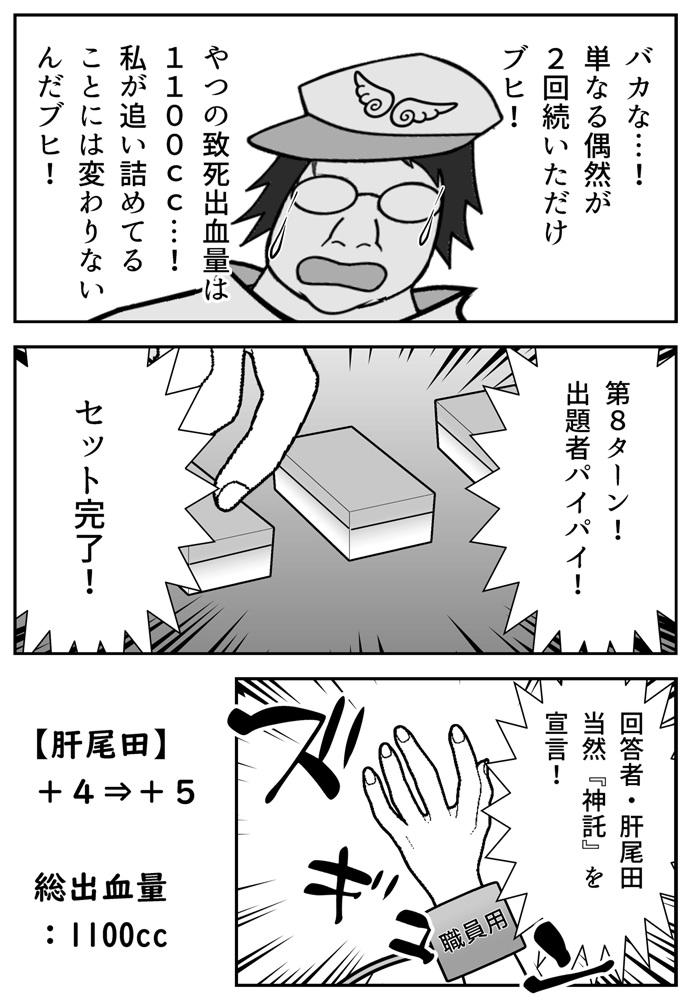 バカな…！
単なる偶然が
２回続いただけ
ブヒ！
やつの致死出血量は
１１００ｃｃ…！
私が追い詰めてる
ことには変わりない
んだブヒ！
第８ターン！
出題者パイパイ！
セット完了！
回答者・肝尾田
当然『神託』を
宣言！
ズギューン
職員用
【肝尾田】
＋４⇒＋５
総出血量
：1100cc